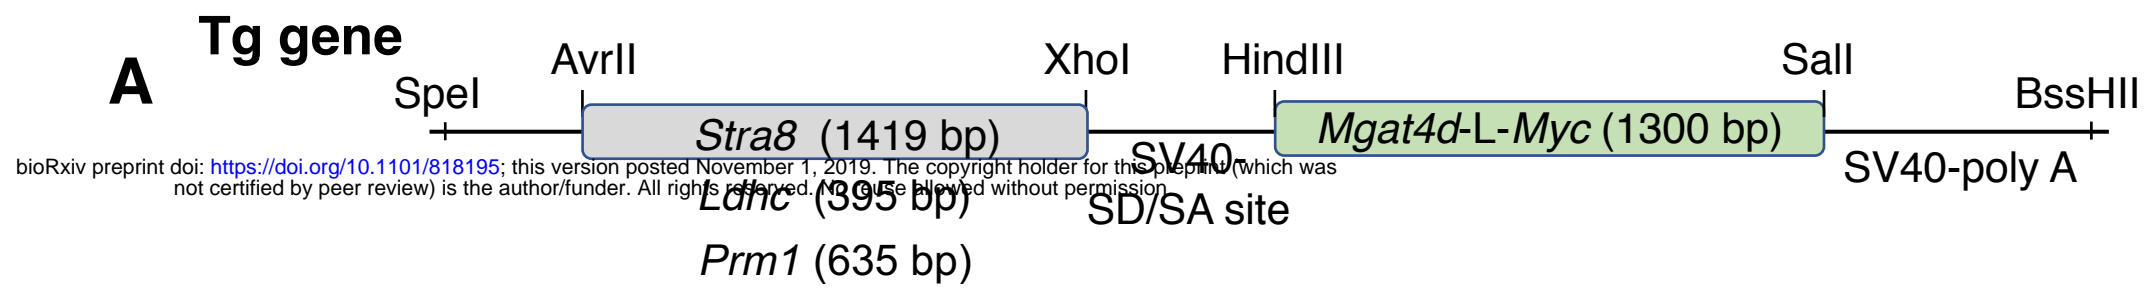 Tg gene
A
SpeI
AvrII
XhoI
HindIII
SalI
BssHII
Stra8 (1419 bp)
Mgat4d-L-Myc (1300 bp)
bioRxiv preprint doi: https://doi.org/10.1101/818195; this version posted November 1, 2019. The copyright holder for this preprint (which was
not certified by peer review) is the author/funder. All rights reserved. No reuse allowed without permission.
SV40-
SD/SA site
SV40-poly A
Ldhc (395 bp)
Prm1 (635 bp)